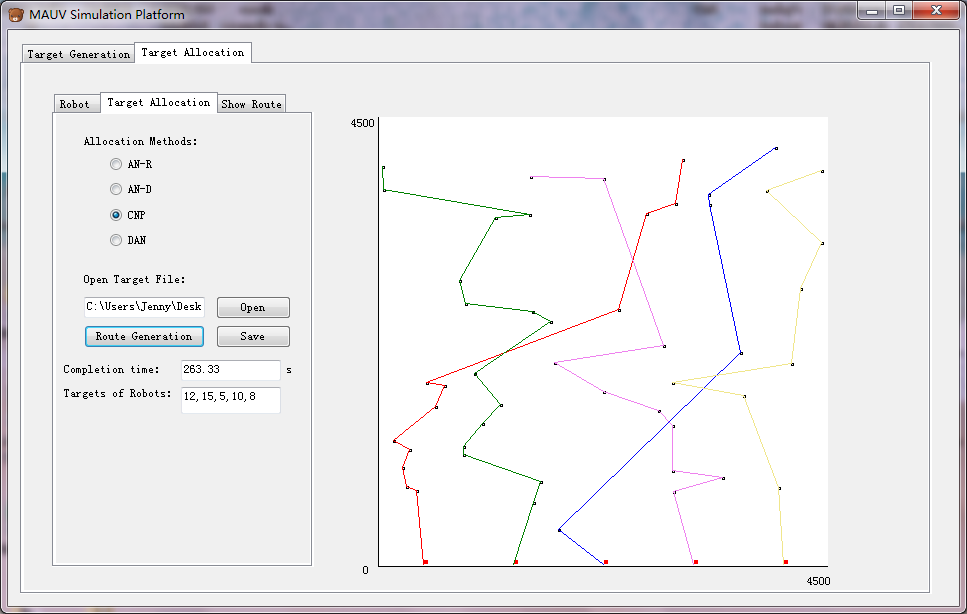 MAUV Simulation Platform
Target Generation
Target Allocation
Robot
Target Allocation
Show Route
Allocation Methods:
AN-R
AN-D
CNP
DAN
Open Target File:
C:\Users\Jenny\Desk
Open
Route Generation
Save
Completion time:
263.33
s
Targets of Robots:
12,15,5,10,8
4500
0
4500